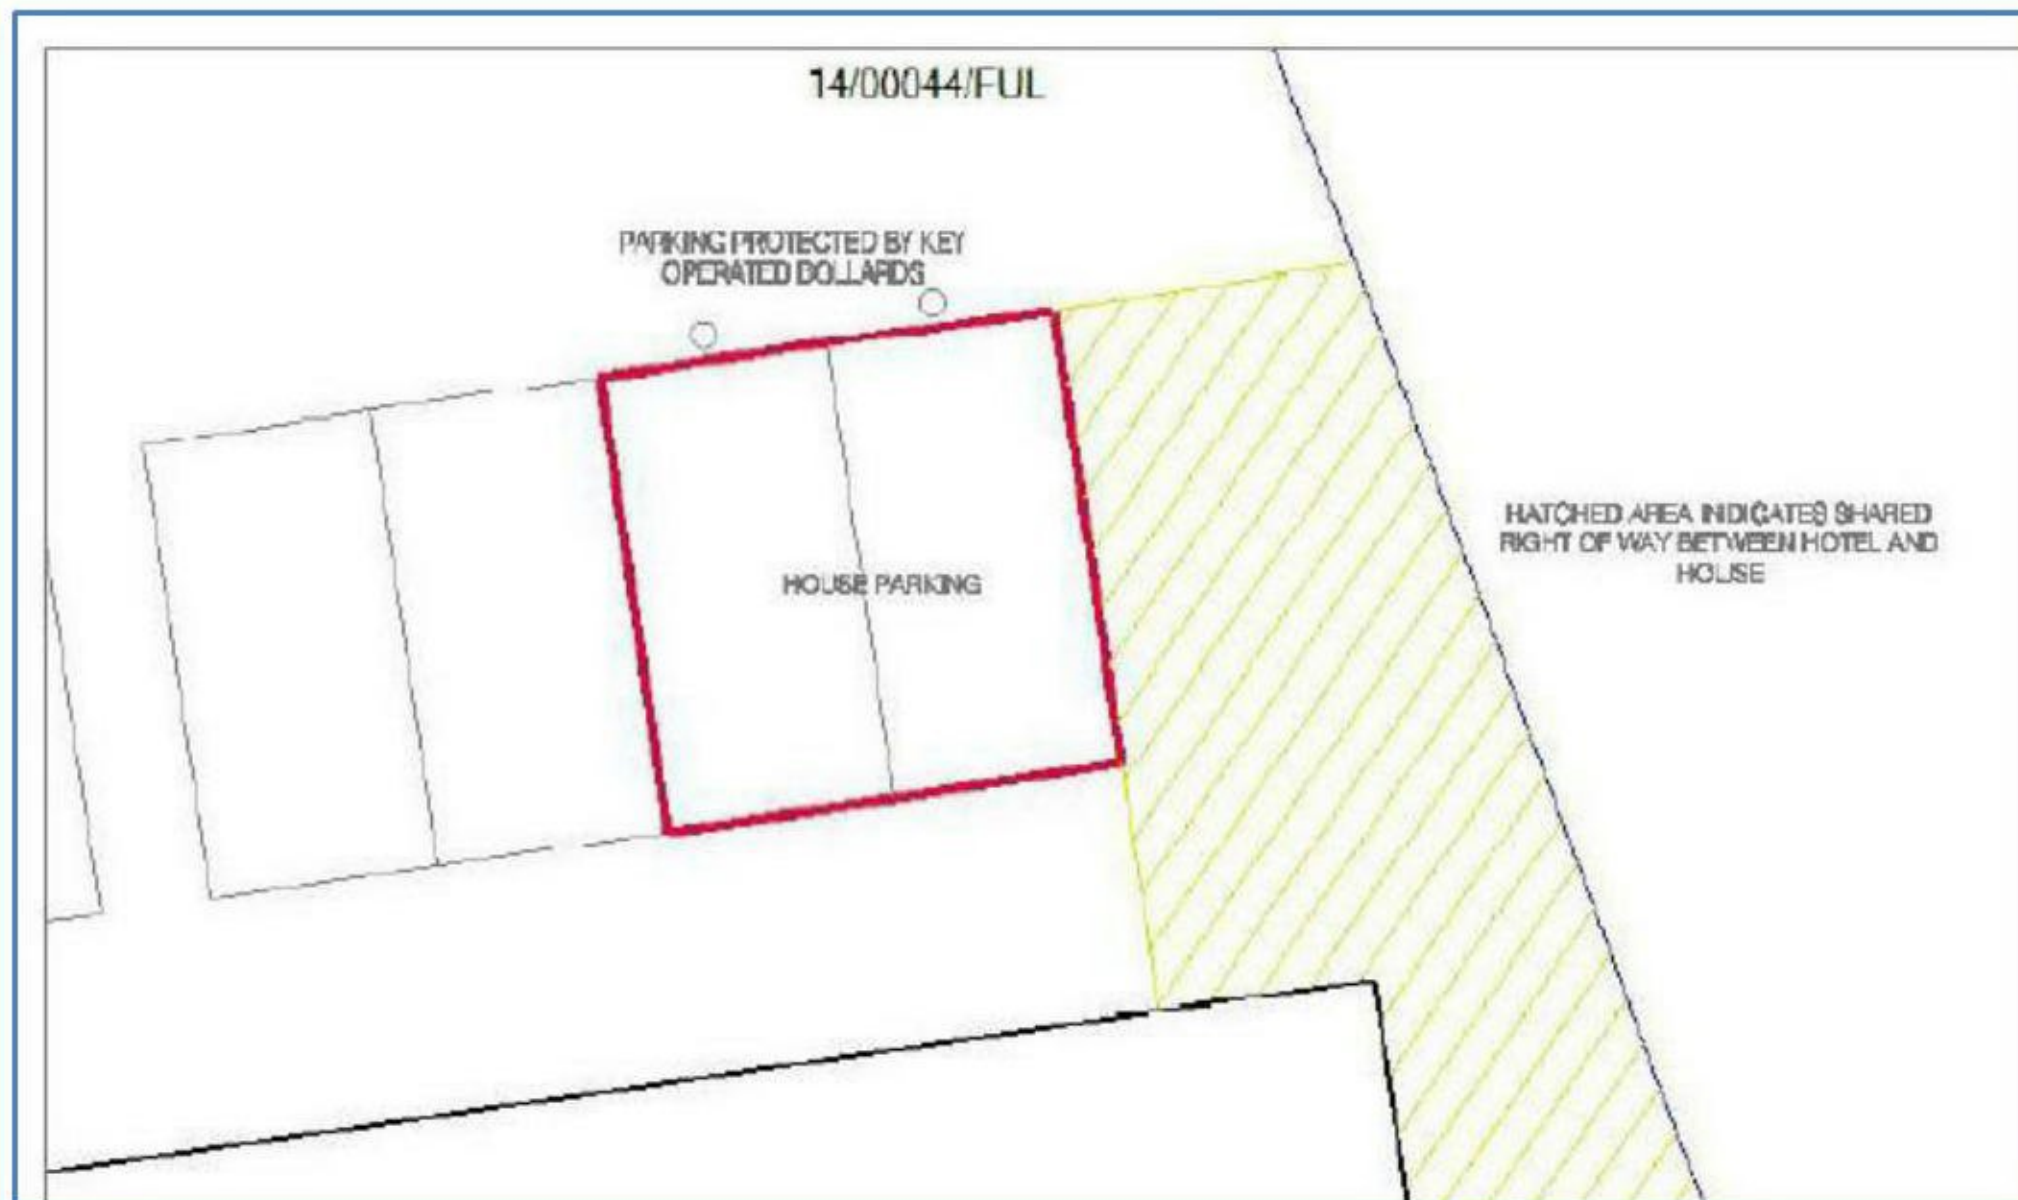 14/00044/FUL
PARKING PROTECTED BY KEY
OPERATED BOLLARDS
HOUSE PARKING
HATCHED AREA INDICATES SHARED
RIGHT OF WAY BETWEEN HOTEL AND
HOUSE